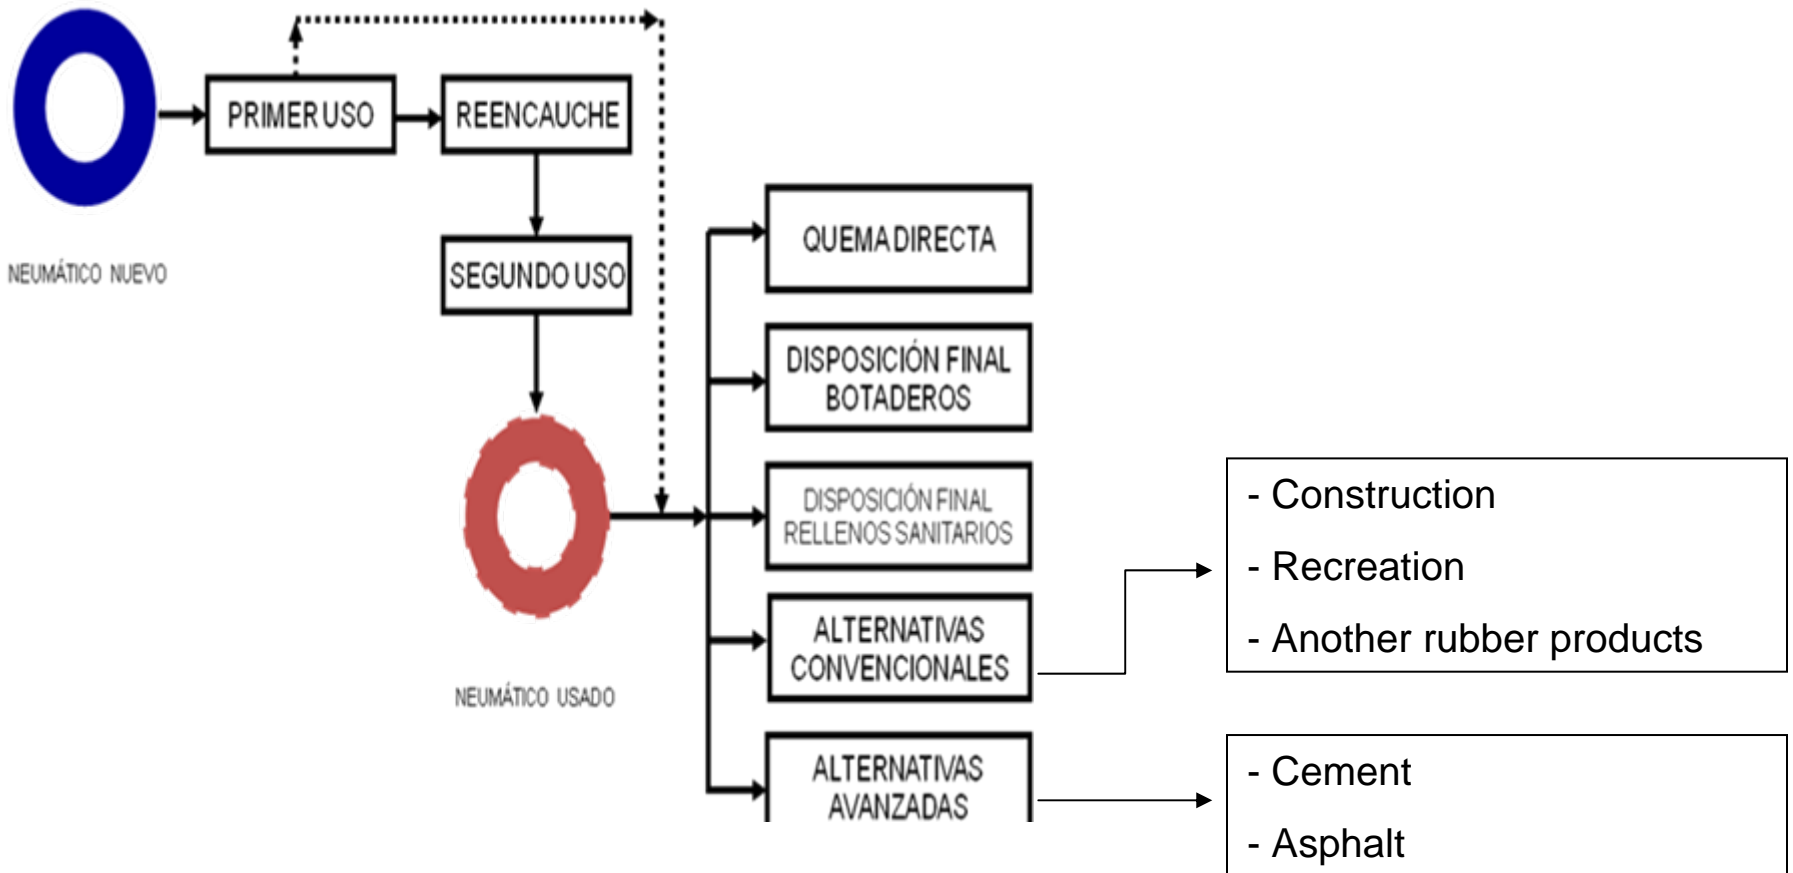 PRIMER USO
REENCAUCHE
NEUMÁTICO NUEVO
SEGUNDO USO
QUEMA DIRECTA
DISPOSICIÓN FINAL
BOTADEROS
DISPOSICIÓN FINAL
RELLENOS SANITARIOS
NEUMÁTICO USADO
ALTERNATIVAS
CONVENCIONALES
ALTERNATIVAS
AVANZADAS
- Construction
- Recreation
- Another rubber products
- Cement
- Asphalt